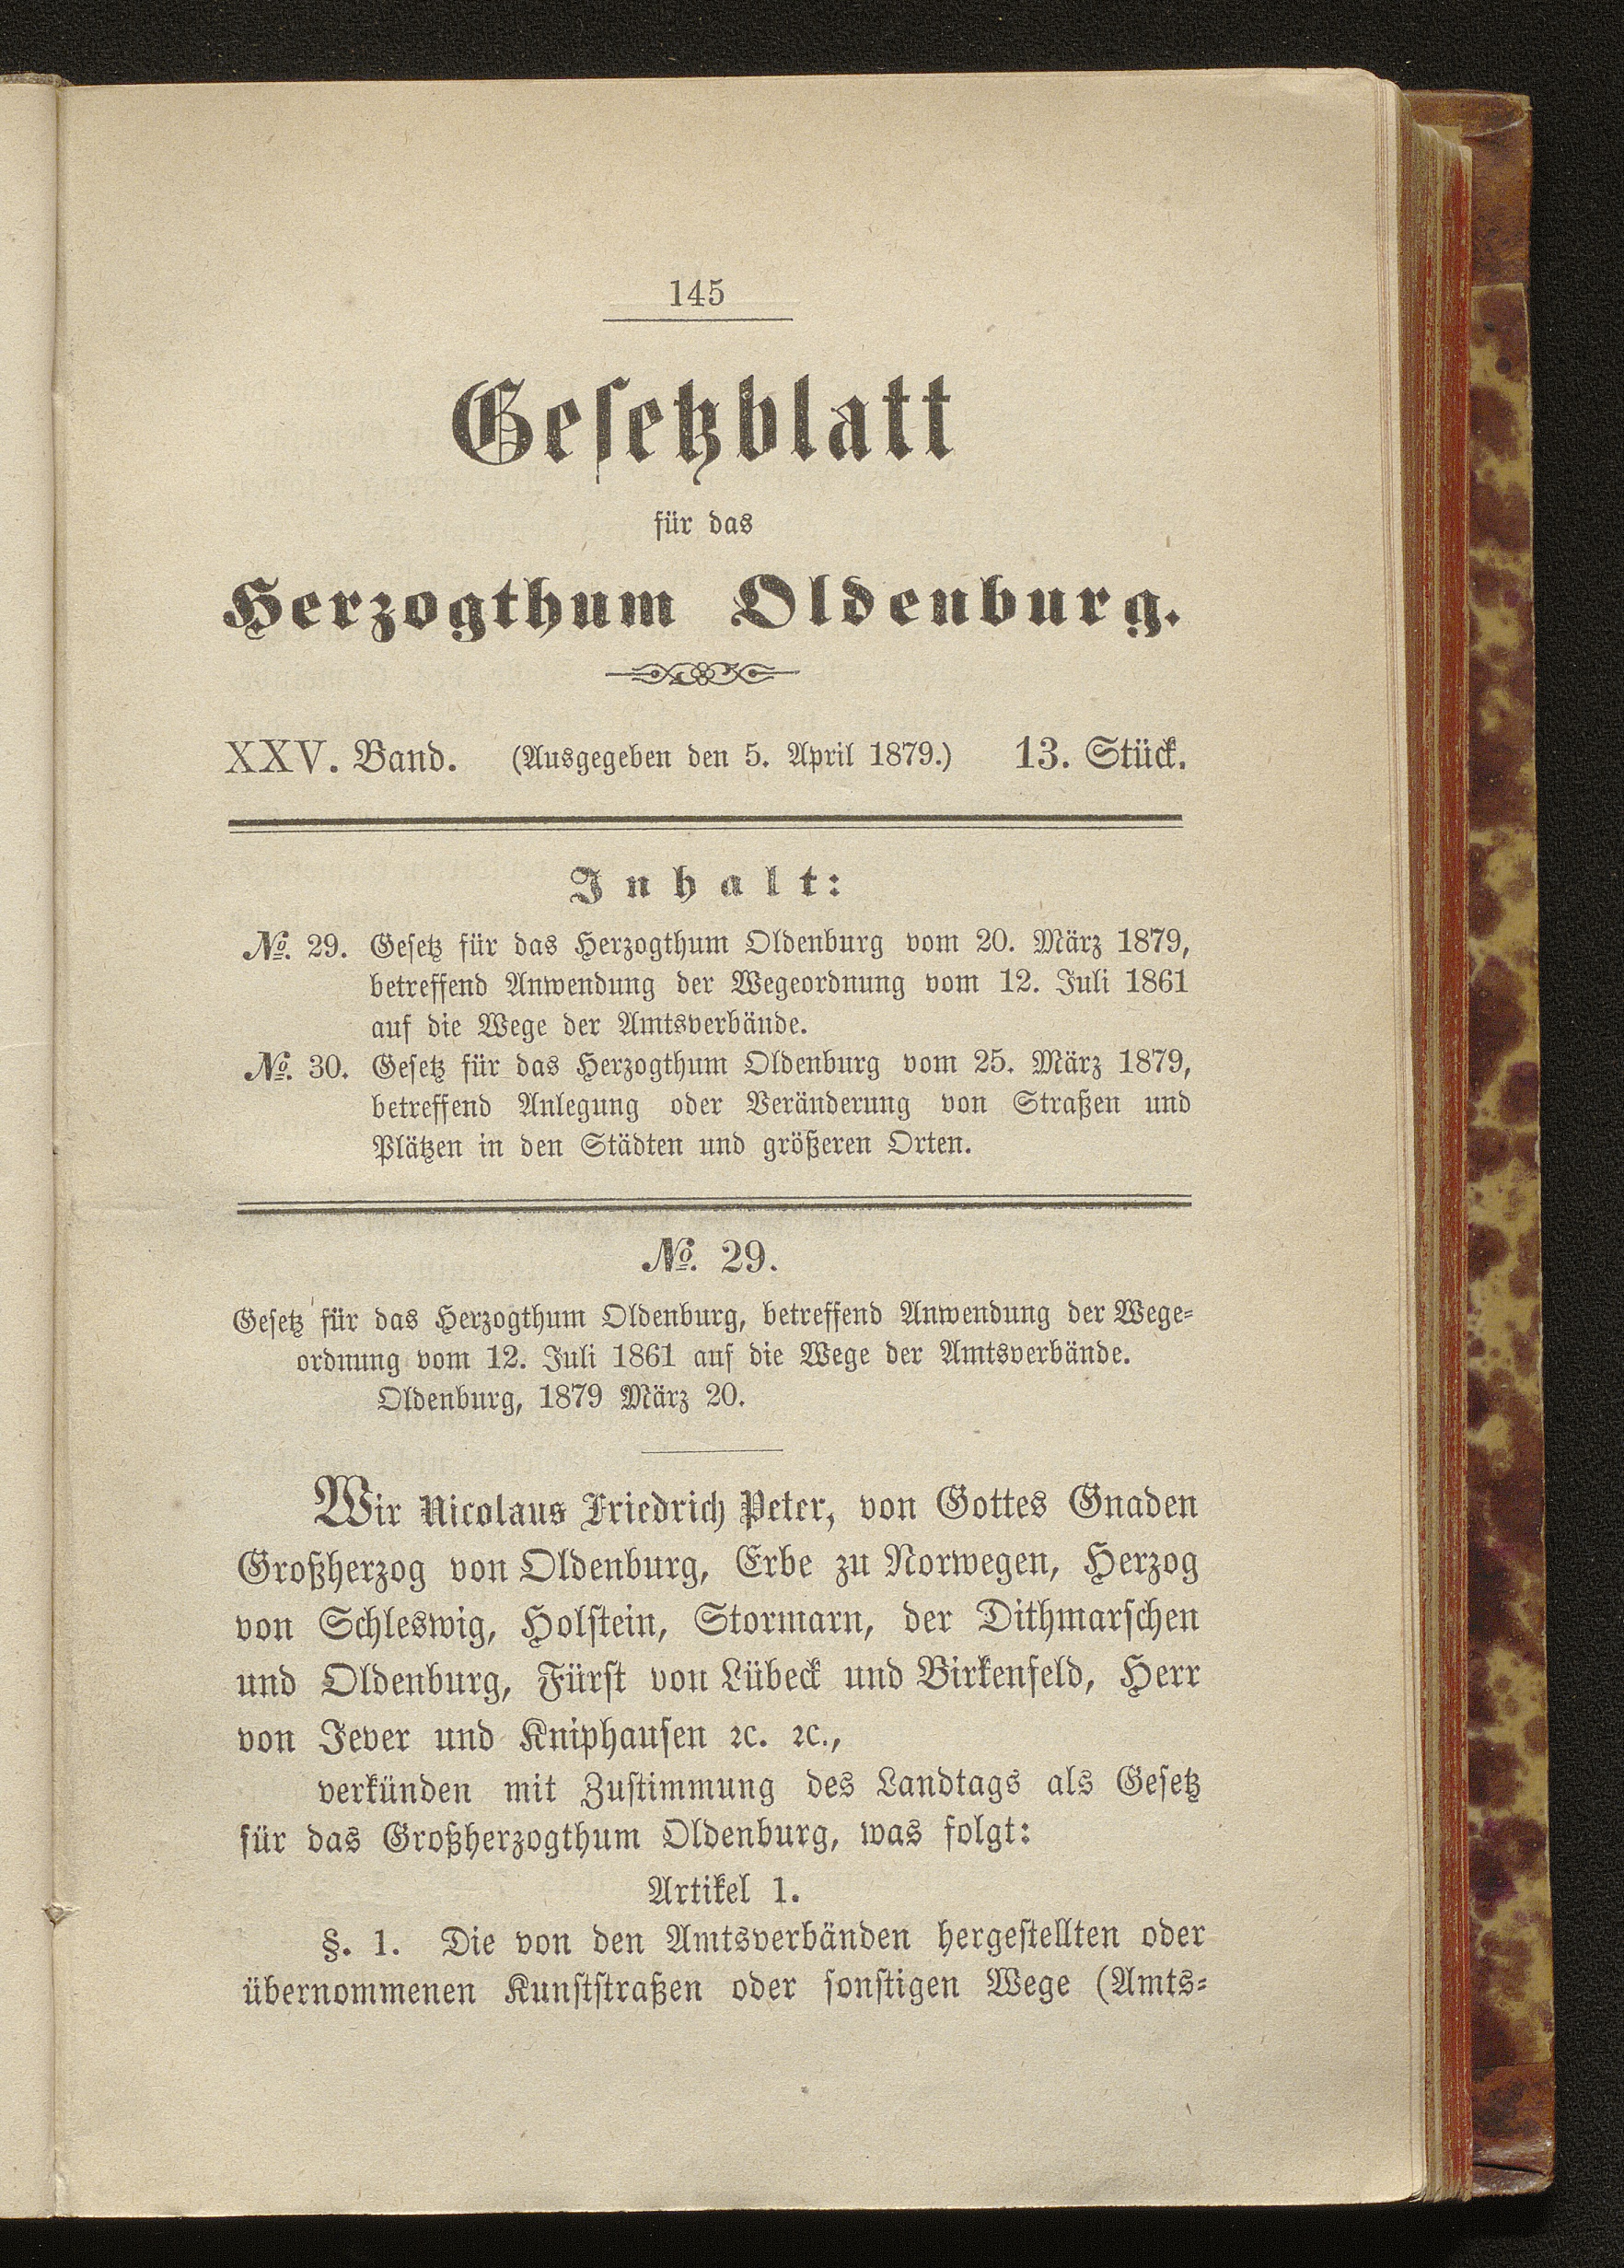 145
Gesetzblatt
für das
Herzogthum Oldenburg.
XXV. Band. (Ausgegeben den 5. April 1879.) 13. Stück.
Inhalt:
№. 29. Gesetz für das Herzogthum Oldenburg vom 20. März 1879,
betreffend Anwendung der Wegeordnung vom 12. Juli 1861
auf die Wege der Amtsverbände.
№. 30. Gesetz für das Herzogthum Oldenburg vom 25. März 1879,
betreffend Anlegung oder Veränderung von Straßen und
Plätzen in den Städten und größeren Orten.
№. 29.
Gesetz für das Herzogthum Oldenburg, betreffend Anwendung der Wege-
ordnung vom 12. Juli 1861 auf die Wege der Amtsverbände.
Oldenburg, 1879 März 20.
Wir Nicolaus Friedrich Peter, von Gottes Gnaden
Großherzog von Oldenburg, Erbe zu Norwegen, Herzog
von Schleswig, Holstein, Stormarn, der Dithmarschen
und Oldenburg, Fürst von Lübeck und Birkenfeld, Herr
von Jever und Kniphausen ꝛc. ꝛc.,
verkünden mit Zustimmung des Landtags als Gesetz
für das Großherzogthum Oldenburg, was folgt:
Artikel 1.
§. 1. Die von den Amtsverbänden hergestellten oder
übernommenen Kunststraßen oder sonstigen Wege (Amts-